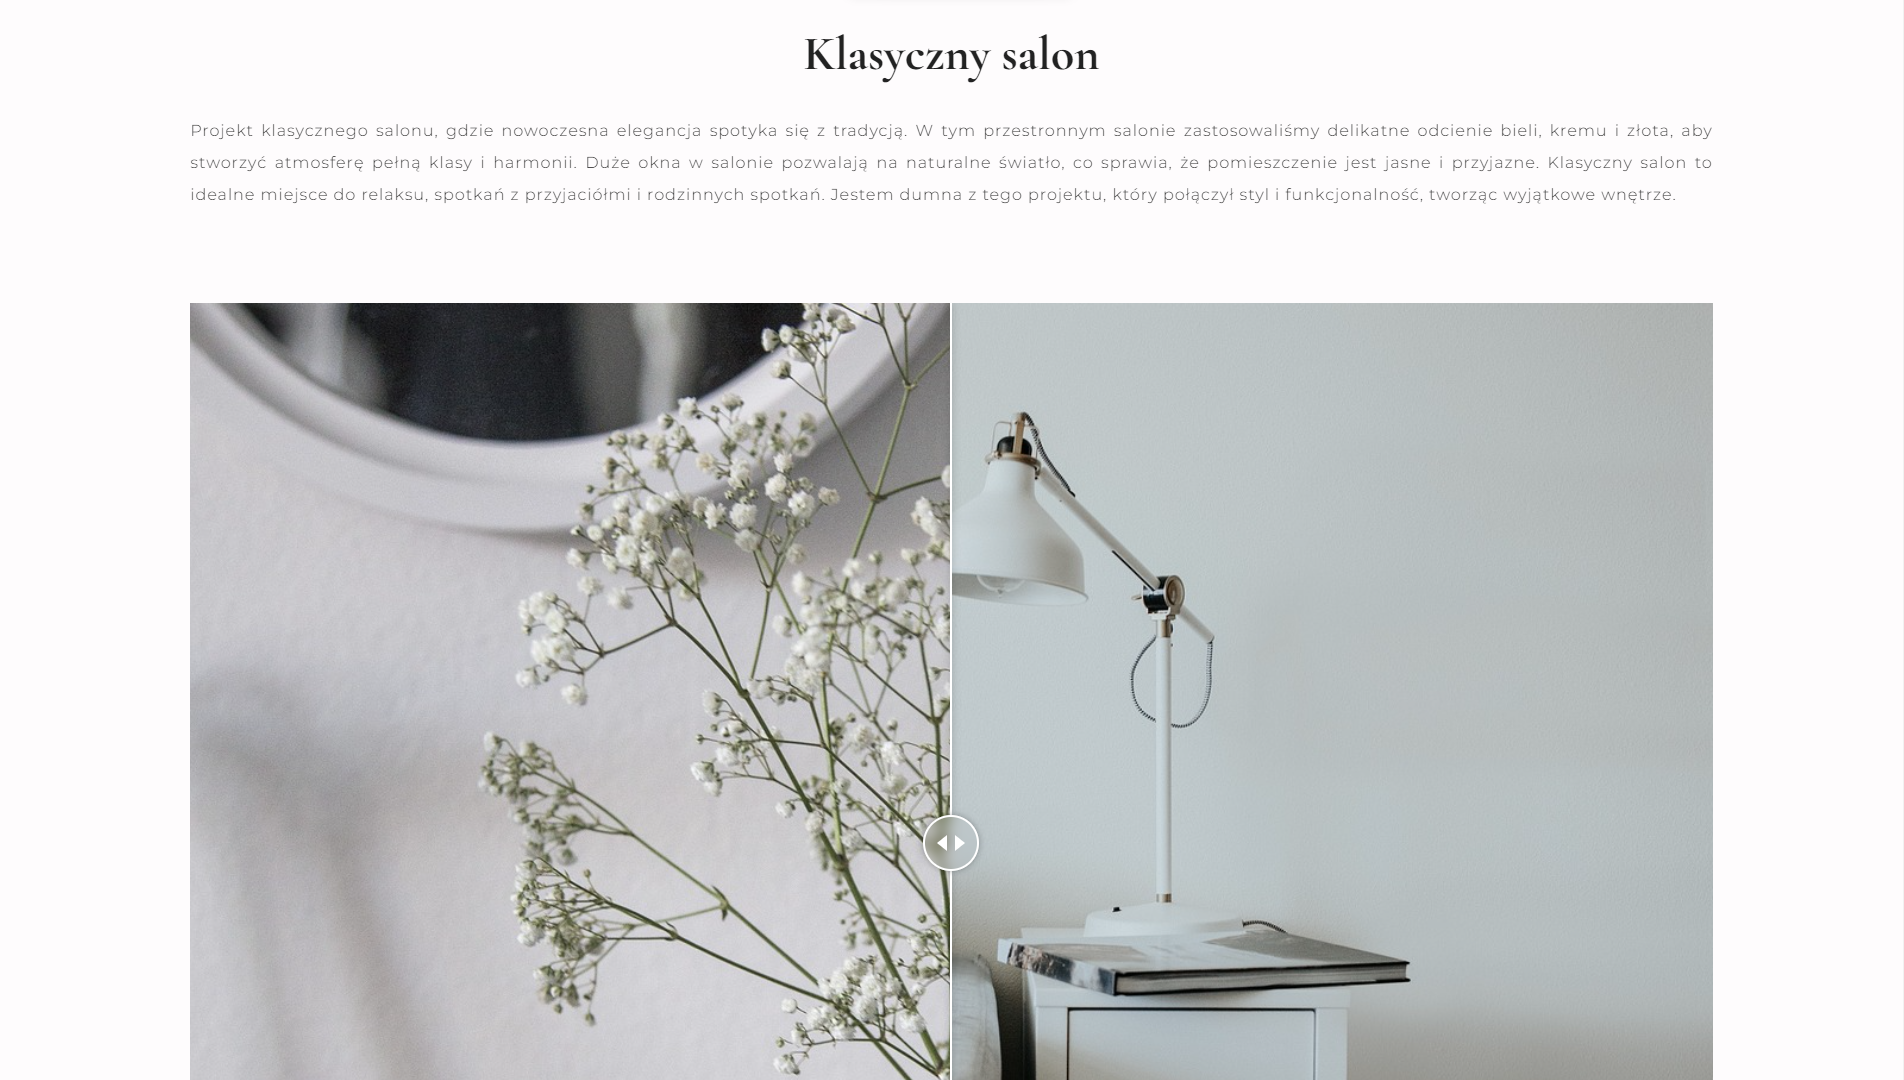 Klasyczny salon
Projekt klasycznego salonu, gdzie nowoczesna elegancja spotyka się z tradycją. W tym przestronnym salonie zastosowaliśmy delikatne odcienie bieli, kremu i złota, aby
stworzyć atmosferę pełną klasy i harmonii. Duże okna w salonie pozwalają na naturalne światło, co sprawia, że pomieszczenie jest jasne i przyjazne. Klasyczny salon to
idealne miejsce do relaksu, spotkań z przyjaciółmi i rodzinnych spotkań. Jestem dumna z tego projektu, który połączył styl i funkcjonalność, tworząc wyjątkowe wnętrze.